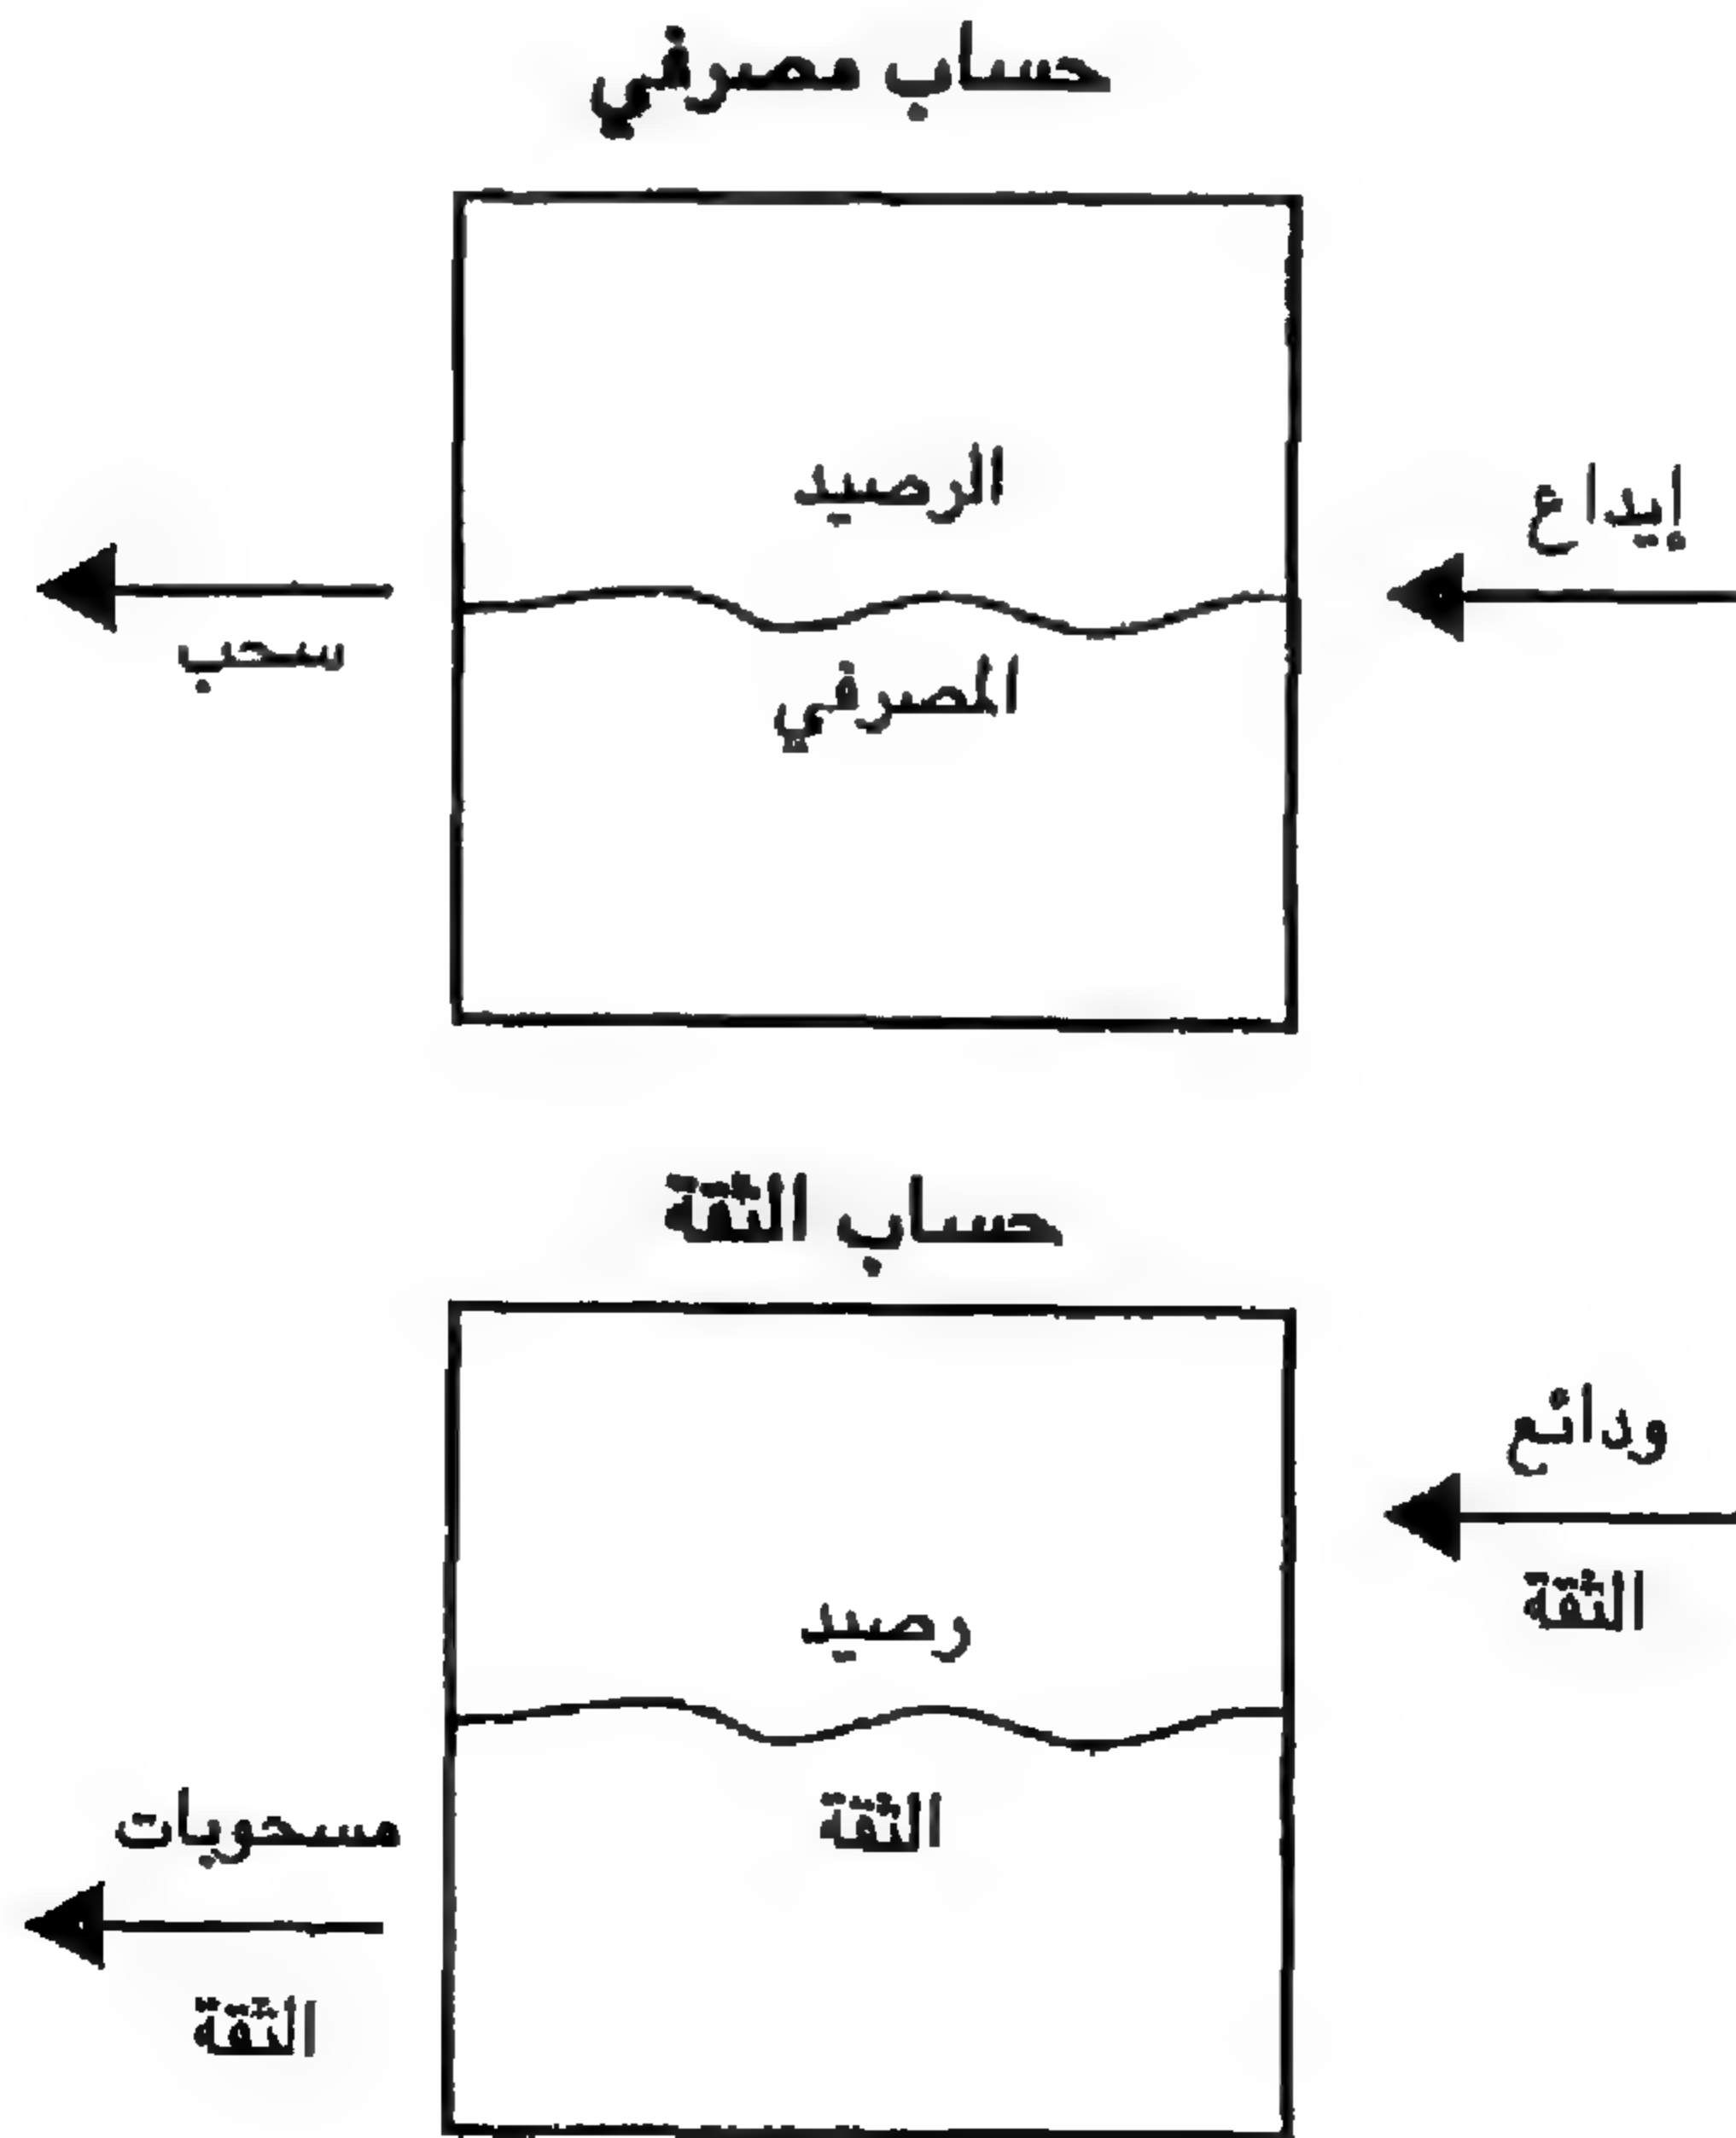 حساب مصرفي
الرصيد
إيداع
سحب
المصرفي
حساب الثقة
ودائع
الثقة
رصيد
الثقة
مسحوبات
الثقة